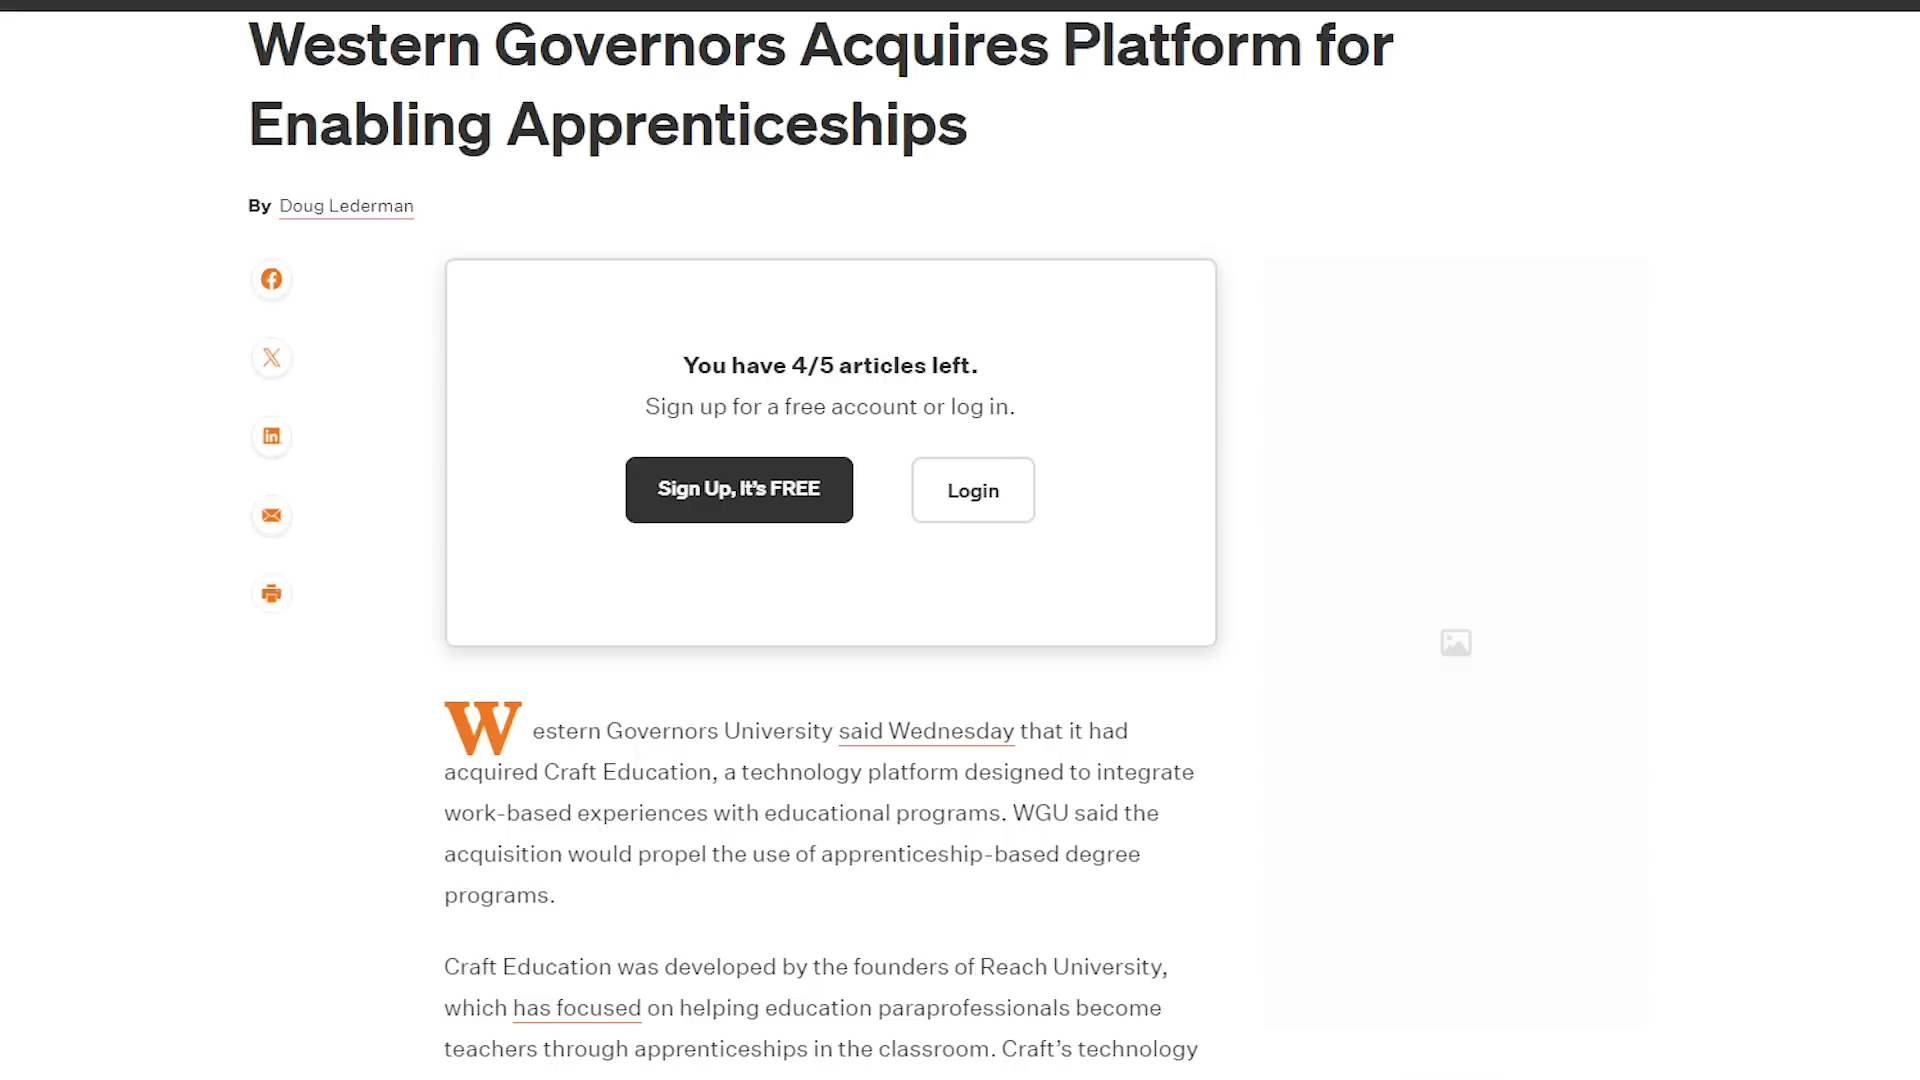 Western Governors Acquires Platform for
Enabling Apprenticeships
By Doug Lederman
You have 4/5 articles left.
Sign up for a free account or log in.
Sign Up, It’s FREE
Login
Western Governors University said Wednesday that it had
acquired Craft Education, a technology platform designed to integrate
work-based experiences with educational programs. WGU said the
acquisition would propel the use of apprenticeship-based degree
programs.
Craft Education was developed by the founders of Reach University,
which has focused on helping education paraprofessionals become
teachers through apprenticeships in the classroom. Craft’s technology